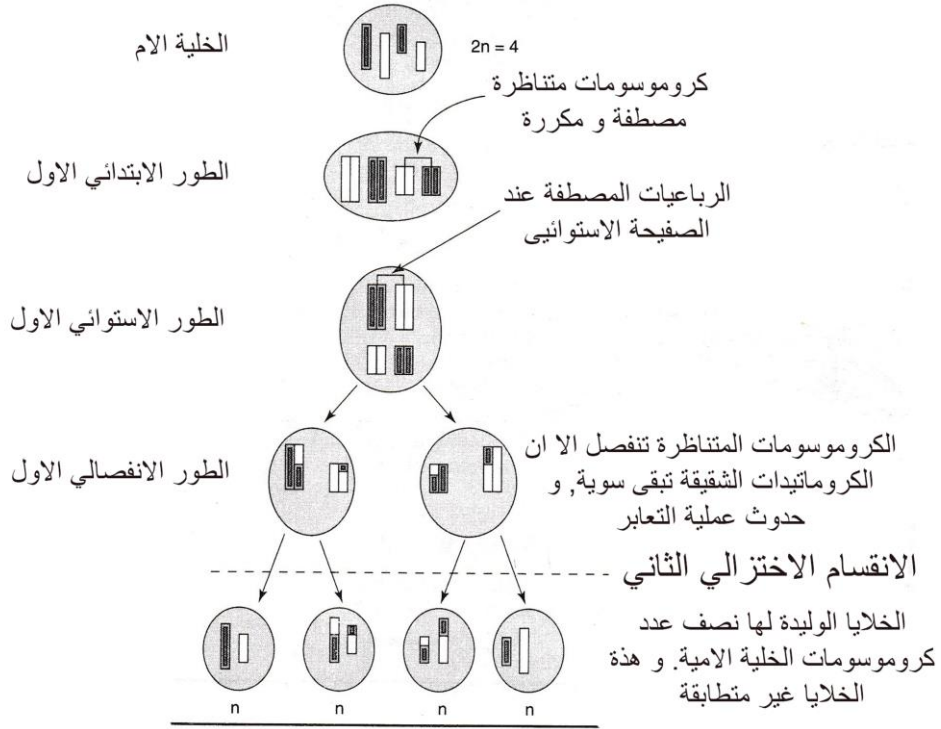 الخلية الام
2n = 4
كروموسومات متناظرة
مصطفة و مكررة
الطور الابتدائي الاول
الرباعيات المصطفة عند
الصفيحة الاستوائيى
الطور الاستوائي الاول
الطور الانفصالي الاول
الكروموسومات المتناظرة تنفصل الا ان
الكروماتيدات الشقيقة تبقى سوية, و
حدوث عملية التعابر
الانقسام الاختزالي الثاني
الخلايا الوليدة لها نصف عدد
كروموسومات الخلية الامية. و هذة
الخلايا غير متطابقة
n n n n